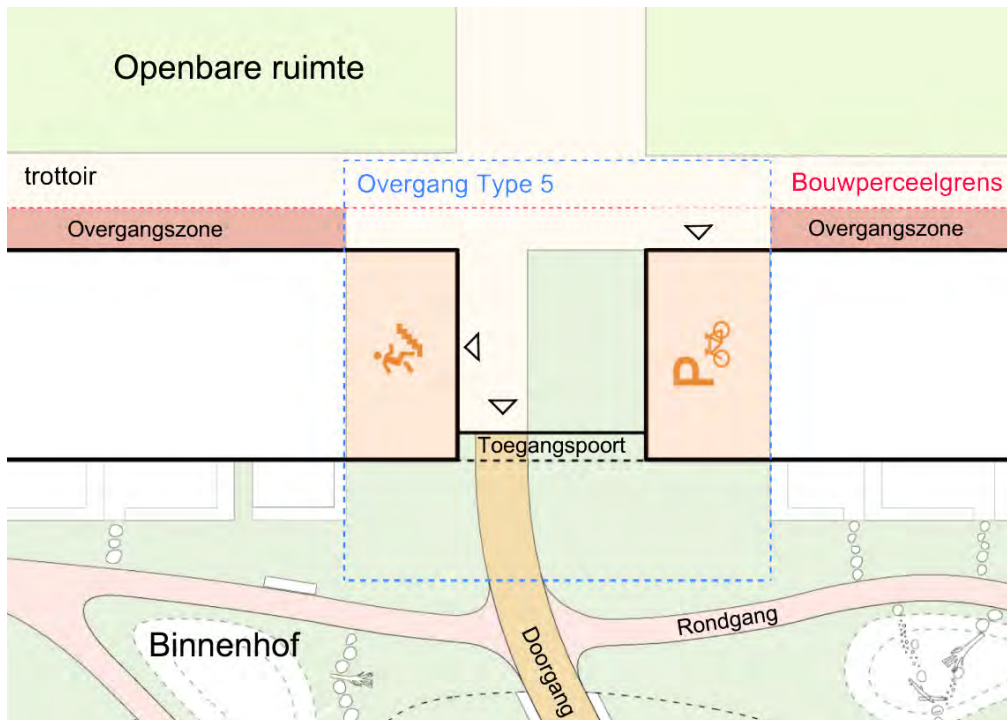 Openbare ruimte
trottoir
Overgang Type 5
Bouwperceelgrens
Overgangszone
Overgangszone
P
Toegangspoort
Rondgang
Binnenhof
Doorgang